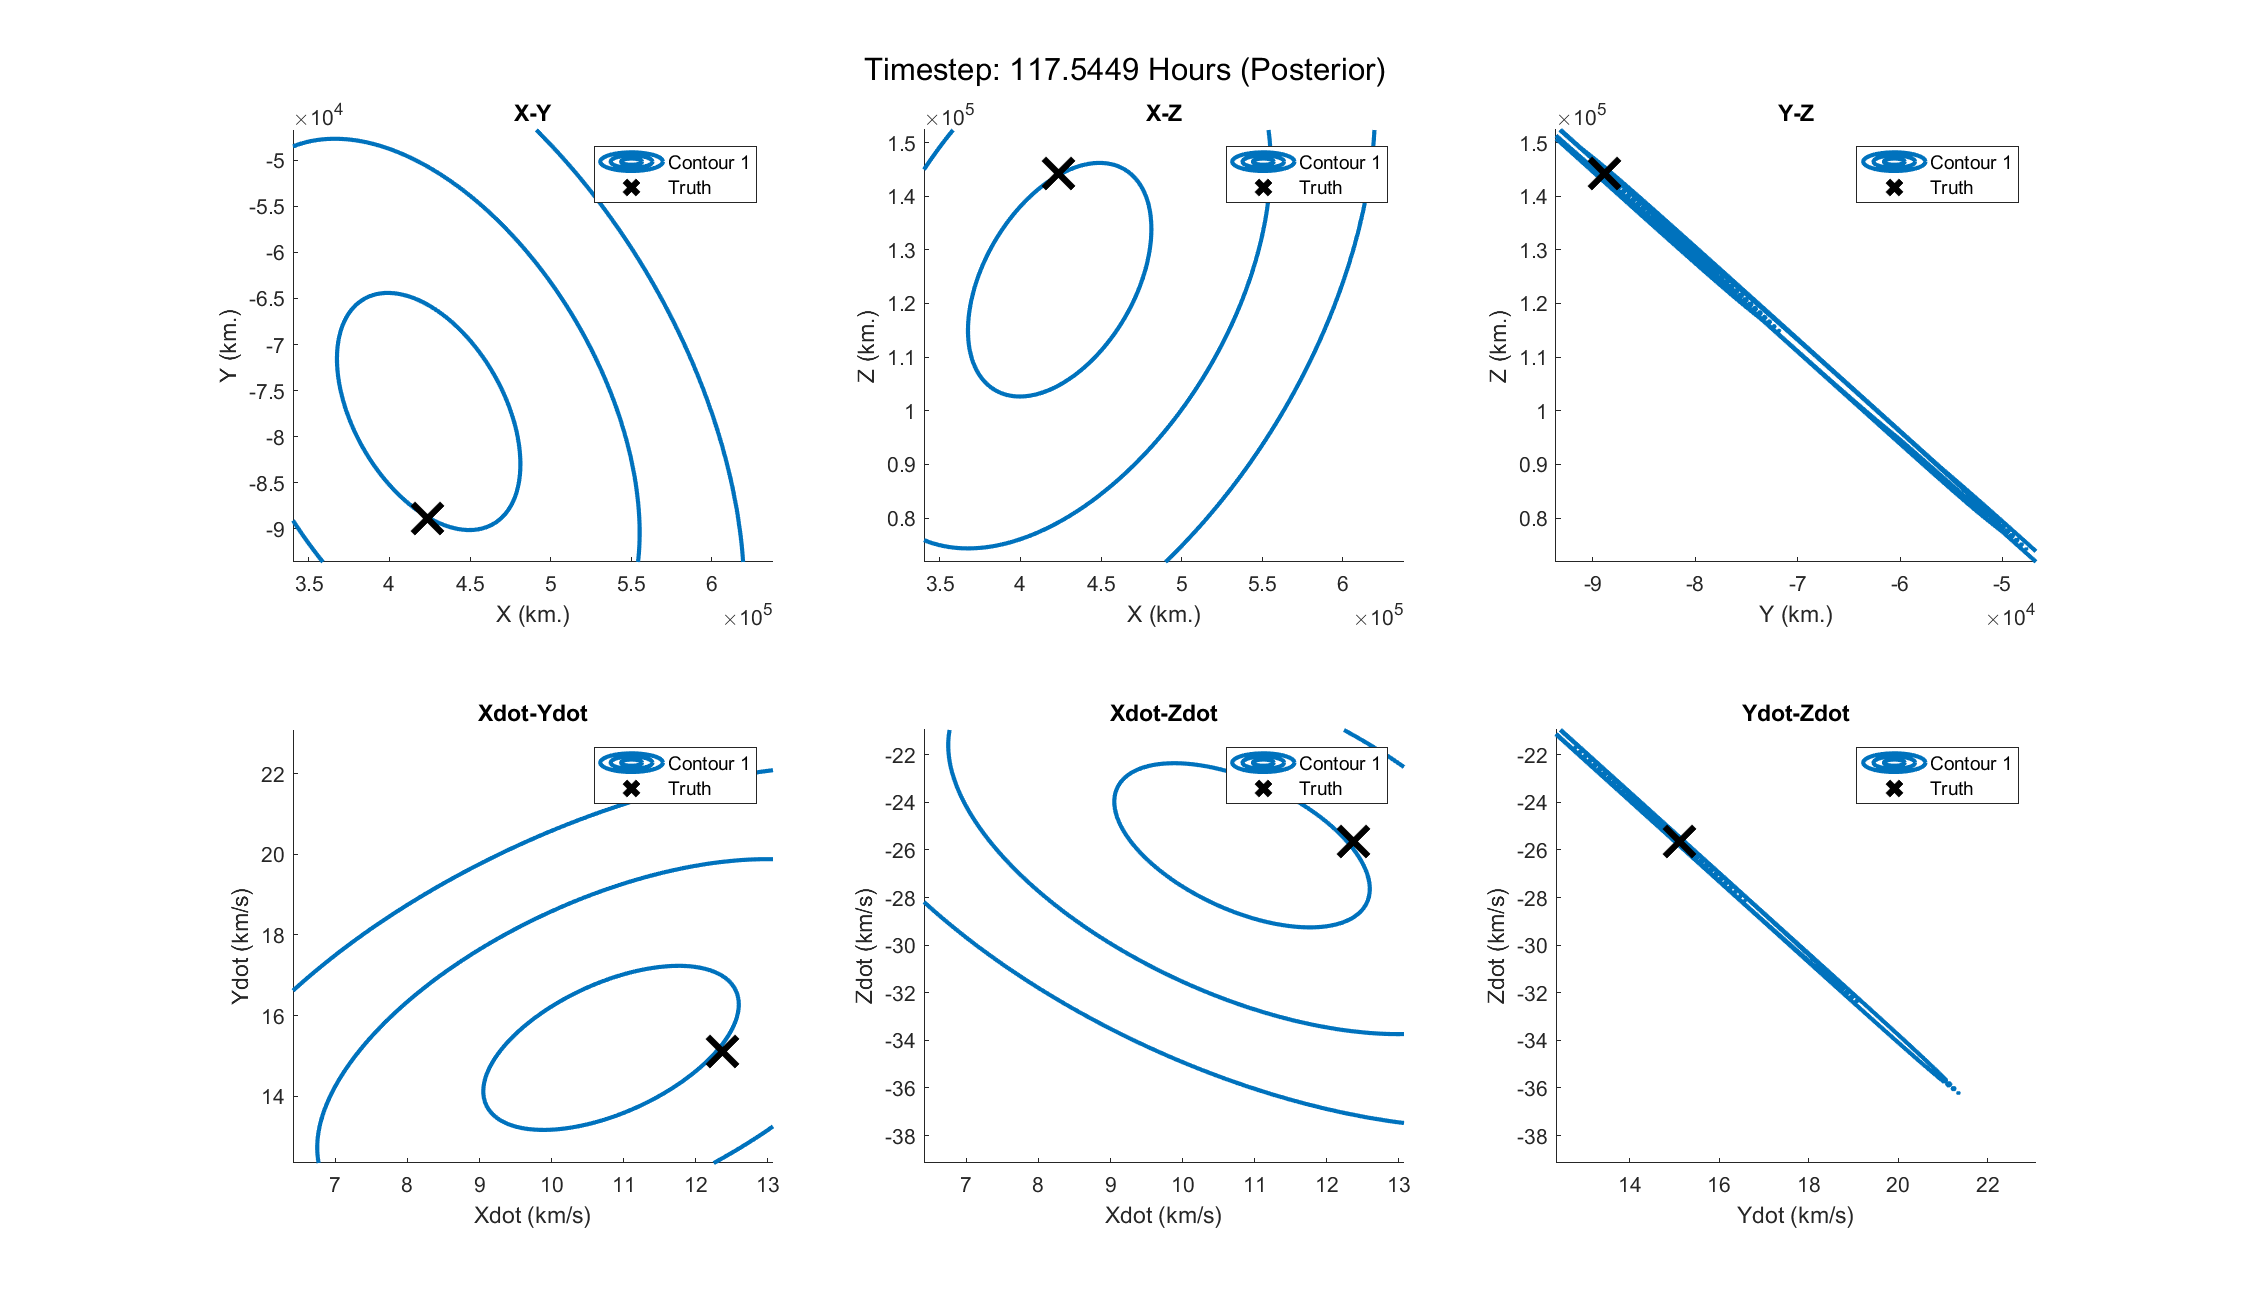 Timestep: 117.5449 Hours (Posterior)
X-Y
×10^4
-5
-5.5
-6
-6.5
-7
-7.5
-8
-8.5
-9
Y (km.)
3.5 4 4.5 5 5.5 6
X (km.)
×10^5
Contour 1
Truth
X-Z
×10^5
1.5
1.4
1.3
1.2
1.1
1
0.9
0.8
Z (km.)
3.5 4 4.5 5 5.5 6
X (km.)
×10^5
Contour 1
Truth
Y-Z
×10^5
1.5
1.4
1.3
1.2
1.1
1
0.9
0.8
Z (km.)
-9 -8 -7 -6 -5
Y (km.)
×10^4
Contour 1
Truth
Xdot-Ydot
22
20
18
16
14
Ydot (km/s)
7 8 9 10 11 12 13
Xdot (km/s)
Contour 1
Truth
Xdot-Zdot
-22
-24
-26
-28
-30
-32
-34
-36
-38
Zdot (km/s)
7 8 9 10 11 12 13
Xdot (km/s)
Contour 1
Truth
Ydot-Zdot
-22
-24
-26
-28
-30
-32
-34
-36
-38
Zdot (km/s)
14 16 18 20 22
Ydot (km/s)
Contour 1
Truth